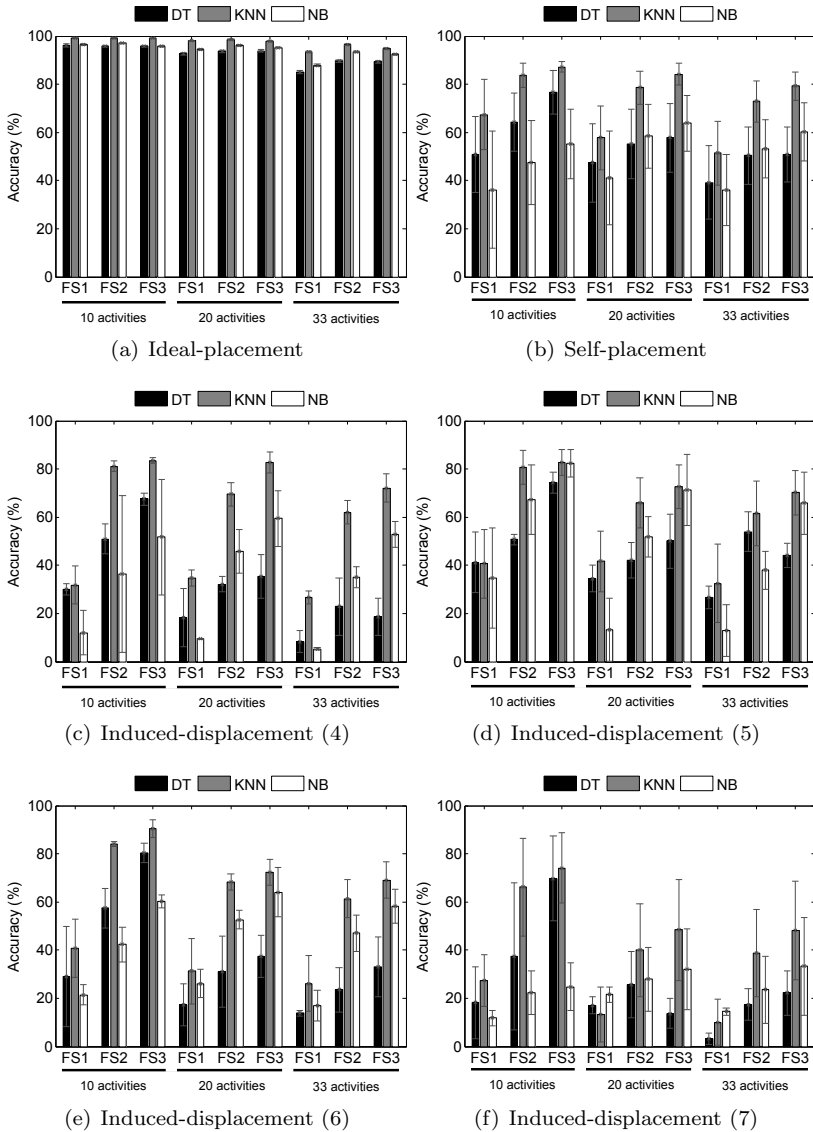 DT KNN NB
100
80
60
40
20
0
Accuracy (%)
FS1 FS2 FS3 FS1 FS2 FS3 FS1 FS2 FS3
10 activities 20 activities 33 activities
(a) Ideal-placement
DT KNN NB
100
80
60
40
20
0
Accuracy (%)
FS1 FS2 FS3 FS1 FS2 FS3 FS1 FS2 FS3
10 activities 20 activities 33 activities
(b) Self-placement
DT KNN NB
100
80
60
40
20
0
Accuracy (%)
FS1 FS2 FS3 FS1 FS2 FS3 FS1 FS2 FS3
10 activities 20 activities 33 activities
(c) Induced-displacement (4)
DT KNN NB
100
80
60
40
20
0
Accuracy (%)
FS1 FS2 FS3 FS1 FS2 FS3 FS1 FS2 FS3
10 activities 20 activities 33 activities
(d) Induced-displacement (5)
DT KNN NB
100
80
60
40
20
0
Accuracy (%)
FS1 FS2 FS3 FS1 FS2 FS3 FS1 FS2 FS3
10 activities 20 activities 33 activities
(e) Induced-displacement (6)
DT KNN NB
100
80
60
40
20
0
Accuracy (%)
FS1 FS2 FS3 FS1 FS2 FS3 FS1 FS2 FS3
10 activities 20 activities 33 activities
(f) Induced-displacement (7)